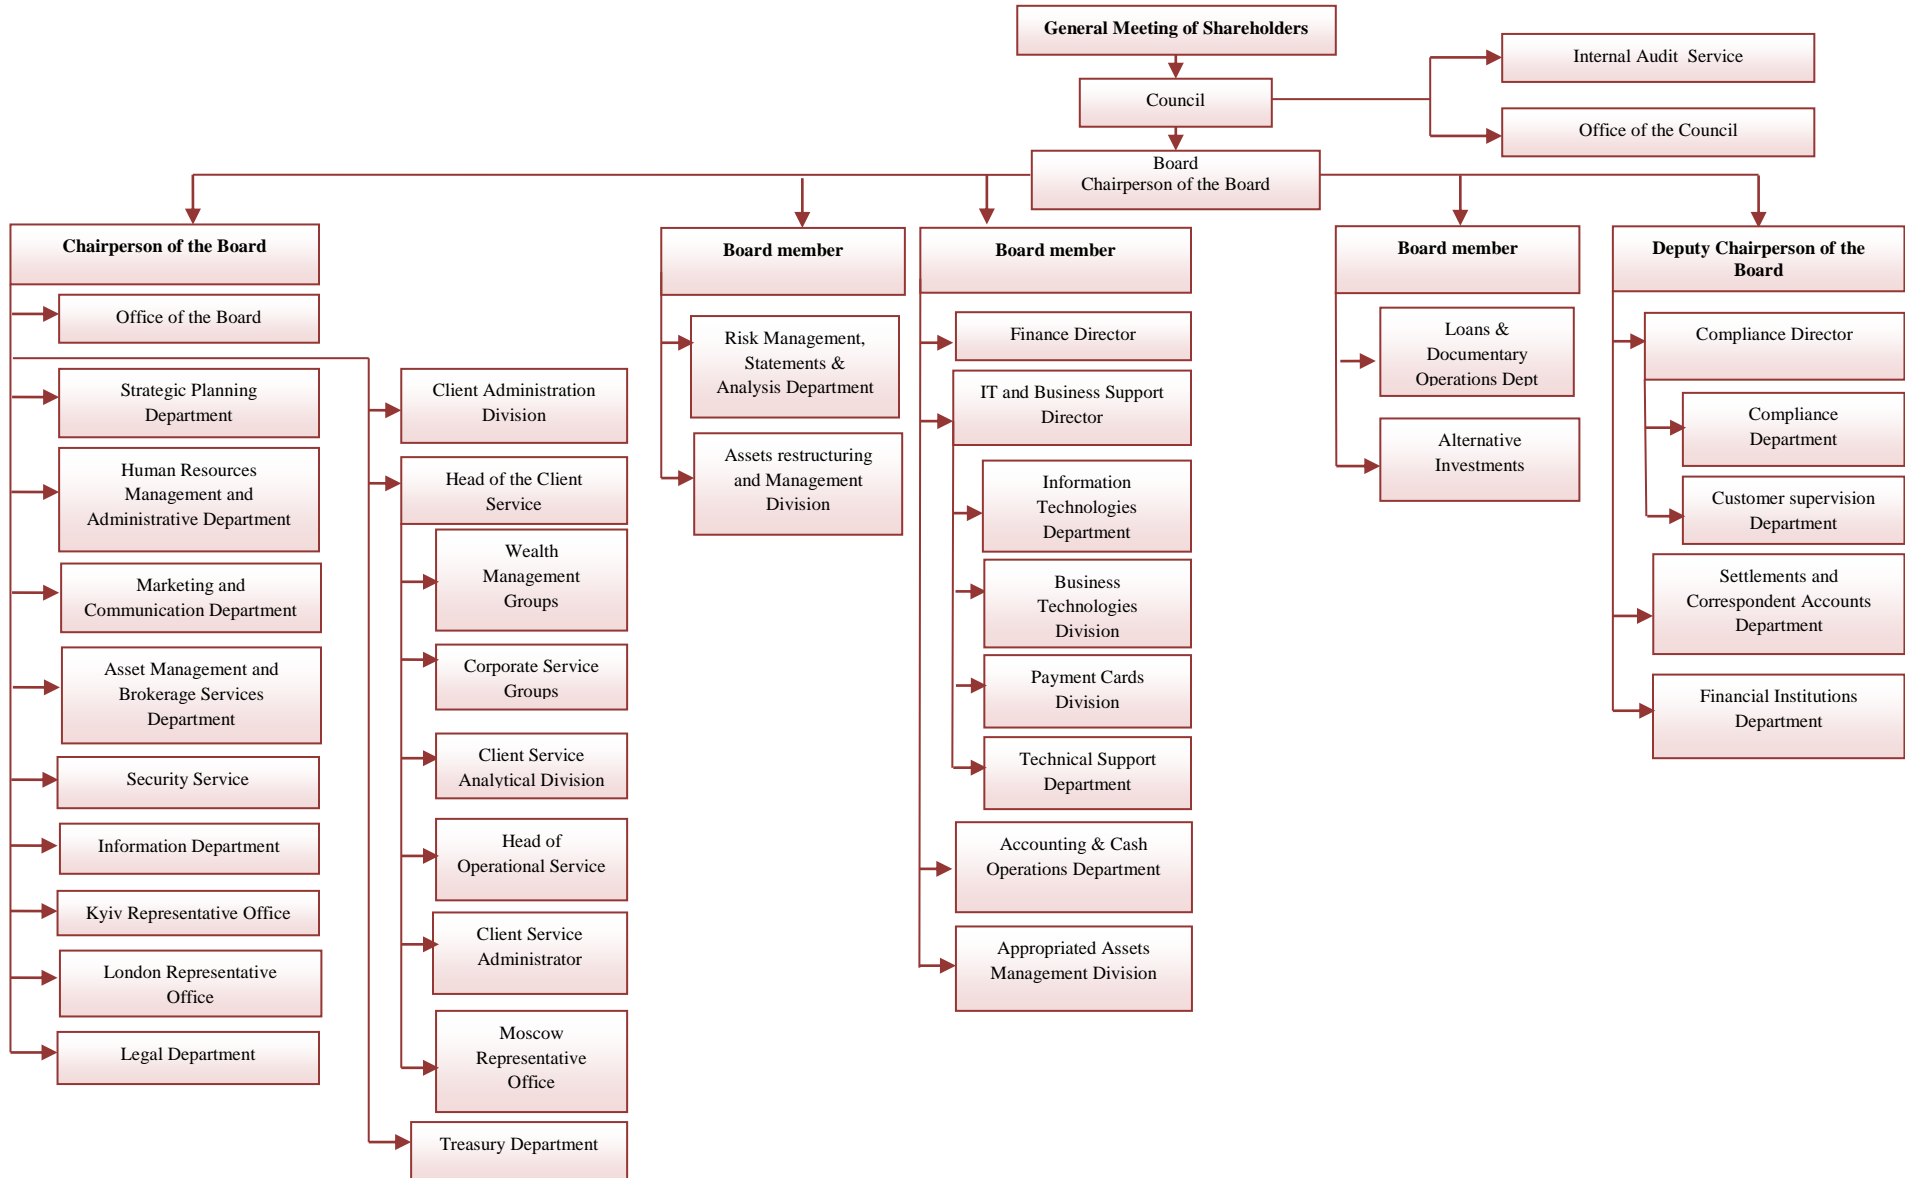 General Meeting of Shareholders
Internal Audit Service
Council
Office of the Council
Board
Chairperson of the Board
Chairperson of the Board
Office of the Board
Strategic Planning
Department
Human Resources
Management and
Administrative Department
Marketing and
Communication Department
Asset Management and
Brokerage Services
Department
Security Service
Information Department
Kyiv Representative Office
London Representative
Office
Legal Department
Client Administration
Division
Head of the Client
Service
Wealth
Management
Groups
Corporate Service
Groups
Client Service
Analytical Division
Head of
Operational Service
Client Service
Administrator
Moscow
Representative
Office
Treasury Department
Board member
Risk Management,
Statements &
Analysis Department
Assets restructuring
and Management
Division
Board member
Finance Director
IT and Business Support
Director
Information
Technologies
Department
Business
Technologies
Division
Payment Cards
Division
Technical Support
Department
Accounting & Cash
Operations Department
Appropriated Assets
Management Division
Board member
Loans &
Documentary
Operations Dept
Alternative
Investments
Deputy Chairperson of the
Board
Compliance Director
Compliance
Department
Customer supervision
Department
Settlements and
Correspondent Accounts
Department
Financial Institutions
Department